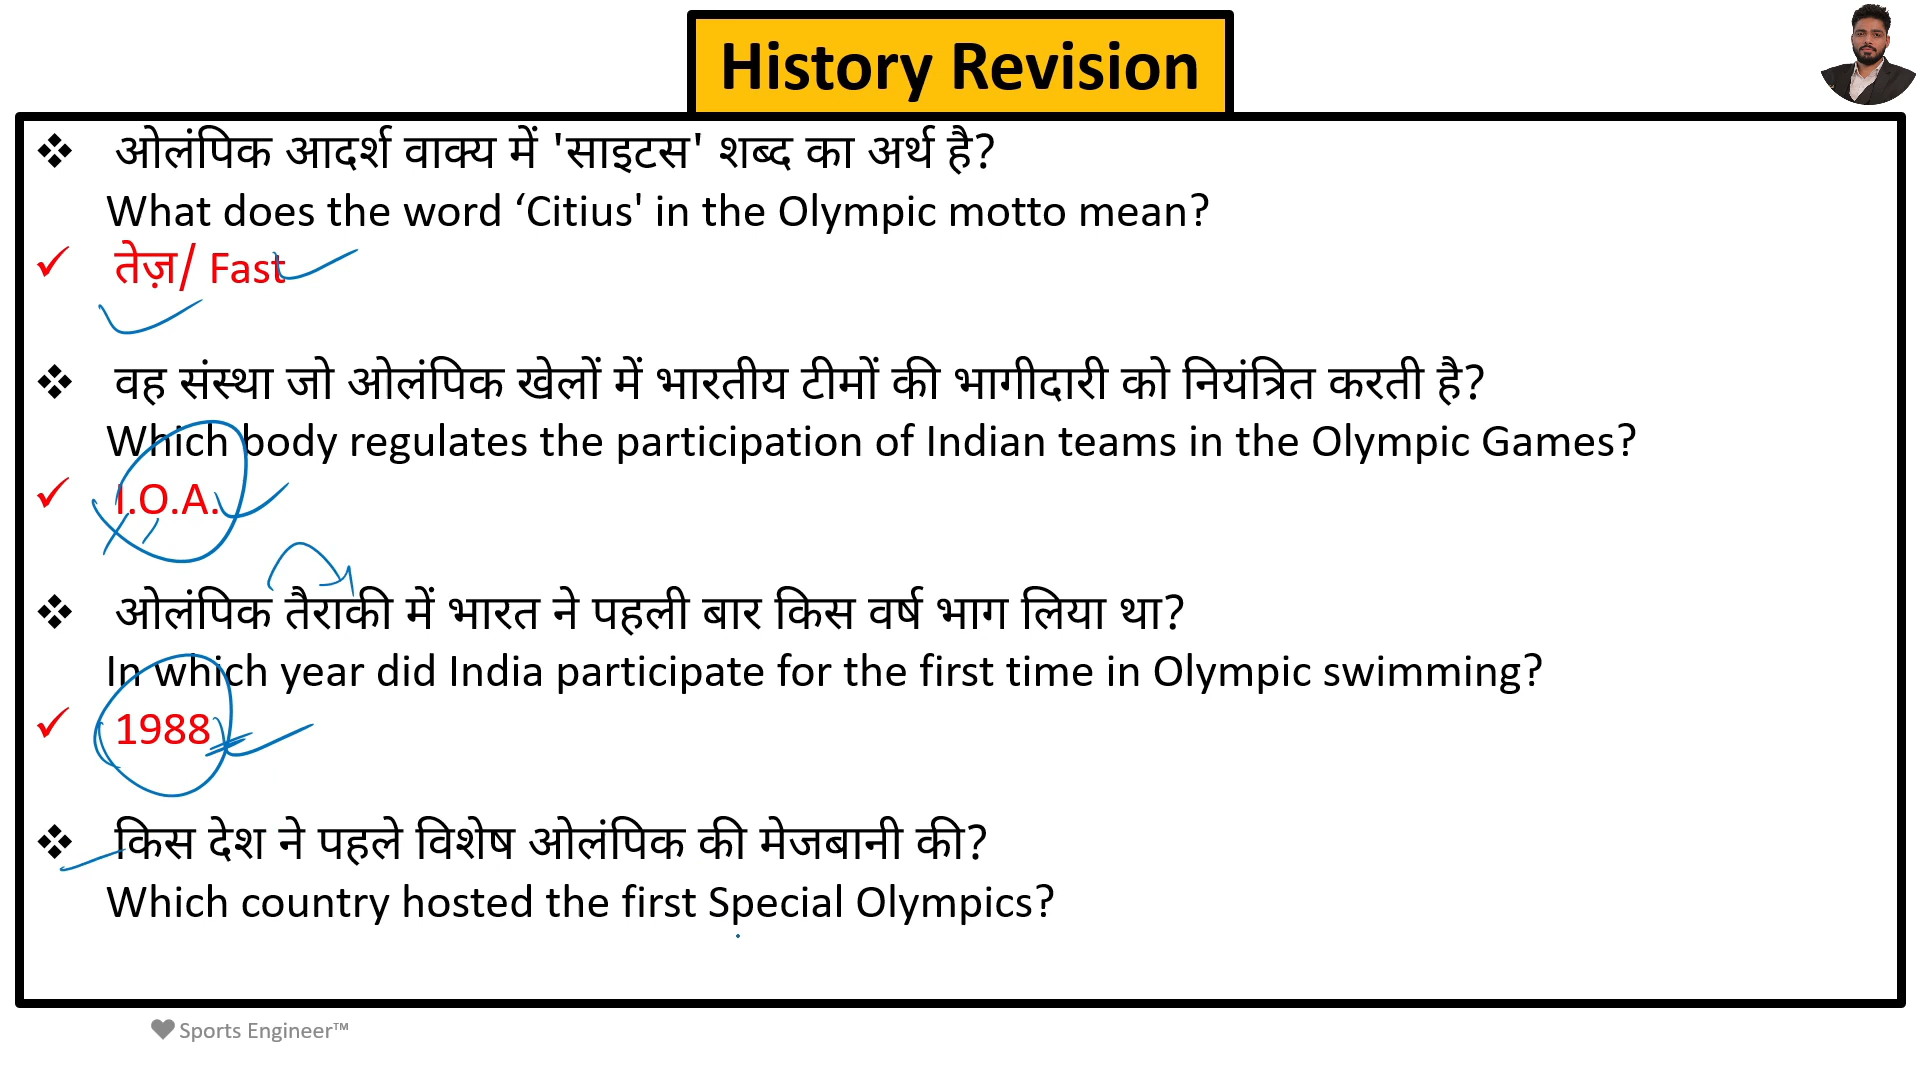 History Revision
❖ ओलंपिक आदर्श वाक्य में 'साइटस' शब्द का अर्थ है?
What does the word ‘Citius' in the Olympic motto mean?
✓ तेज़/ Fast
❖ वह संस्था जो ओलंपिक खेलों में भारतीय टीमों की भागीदारी को नियंत्रित करती है?
Which body regulates the participation of Indian teams in the Olympic Games?
✓ I.O.A.
❖ ओलंपिक तैराकी में भारत ने पहली बार किस वर्ष भाग लिया था?
In which year did India participate for the first time in Olympic swimming?
✓ 1988
❖ किस देश ने पहले विशेष ओलंपिक की मेजबानी की?
Which country hosted the first Special Olympics?
Sports Engineer™